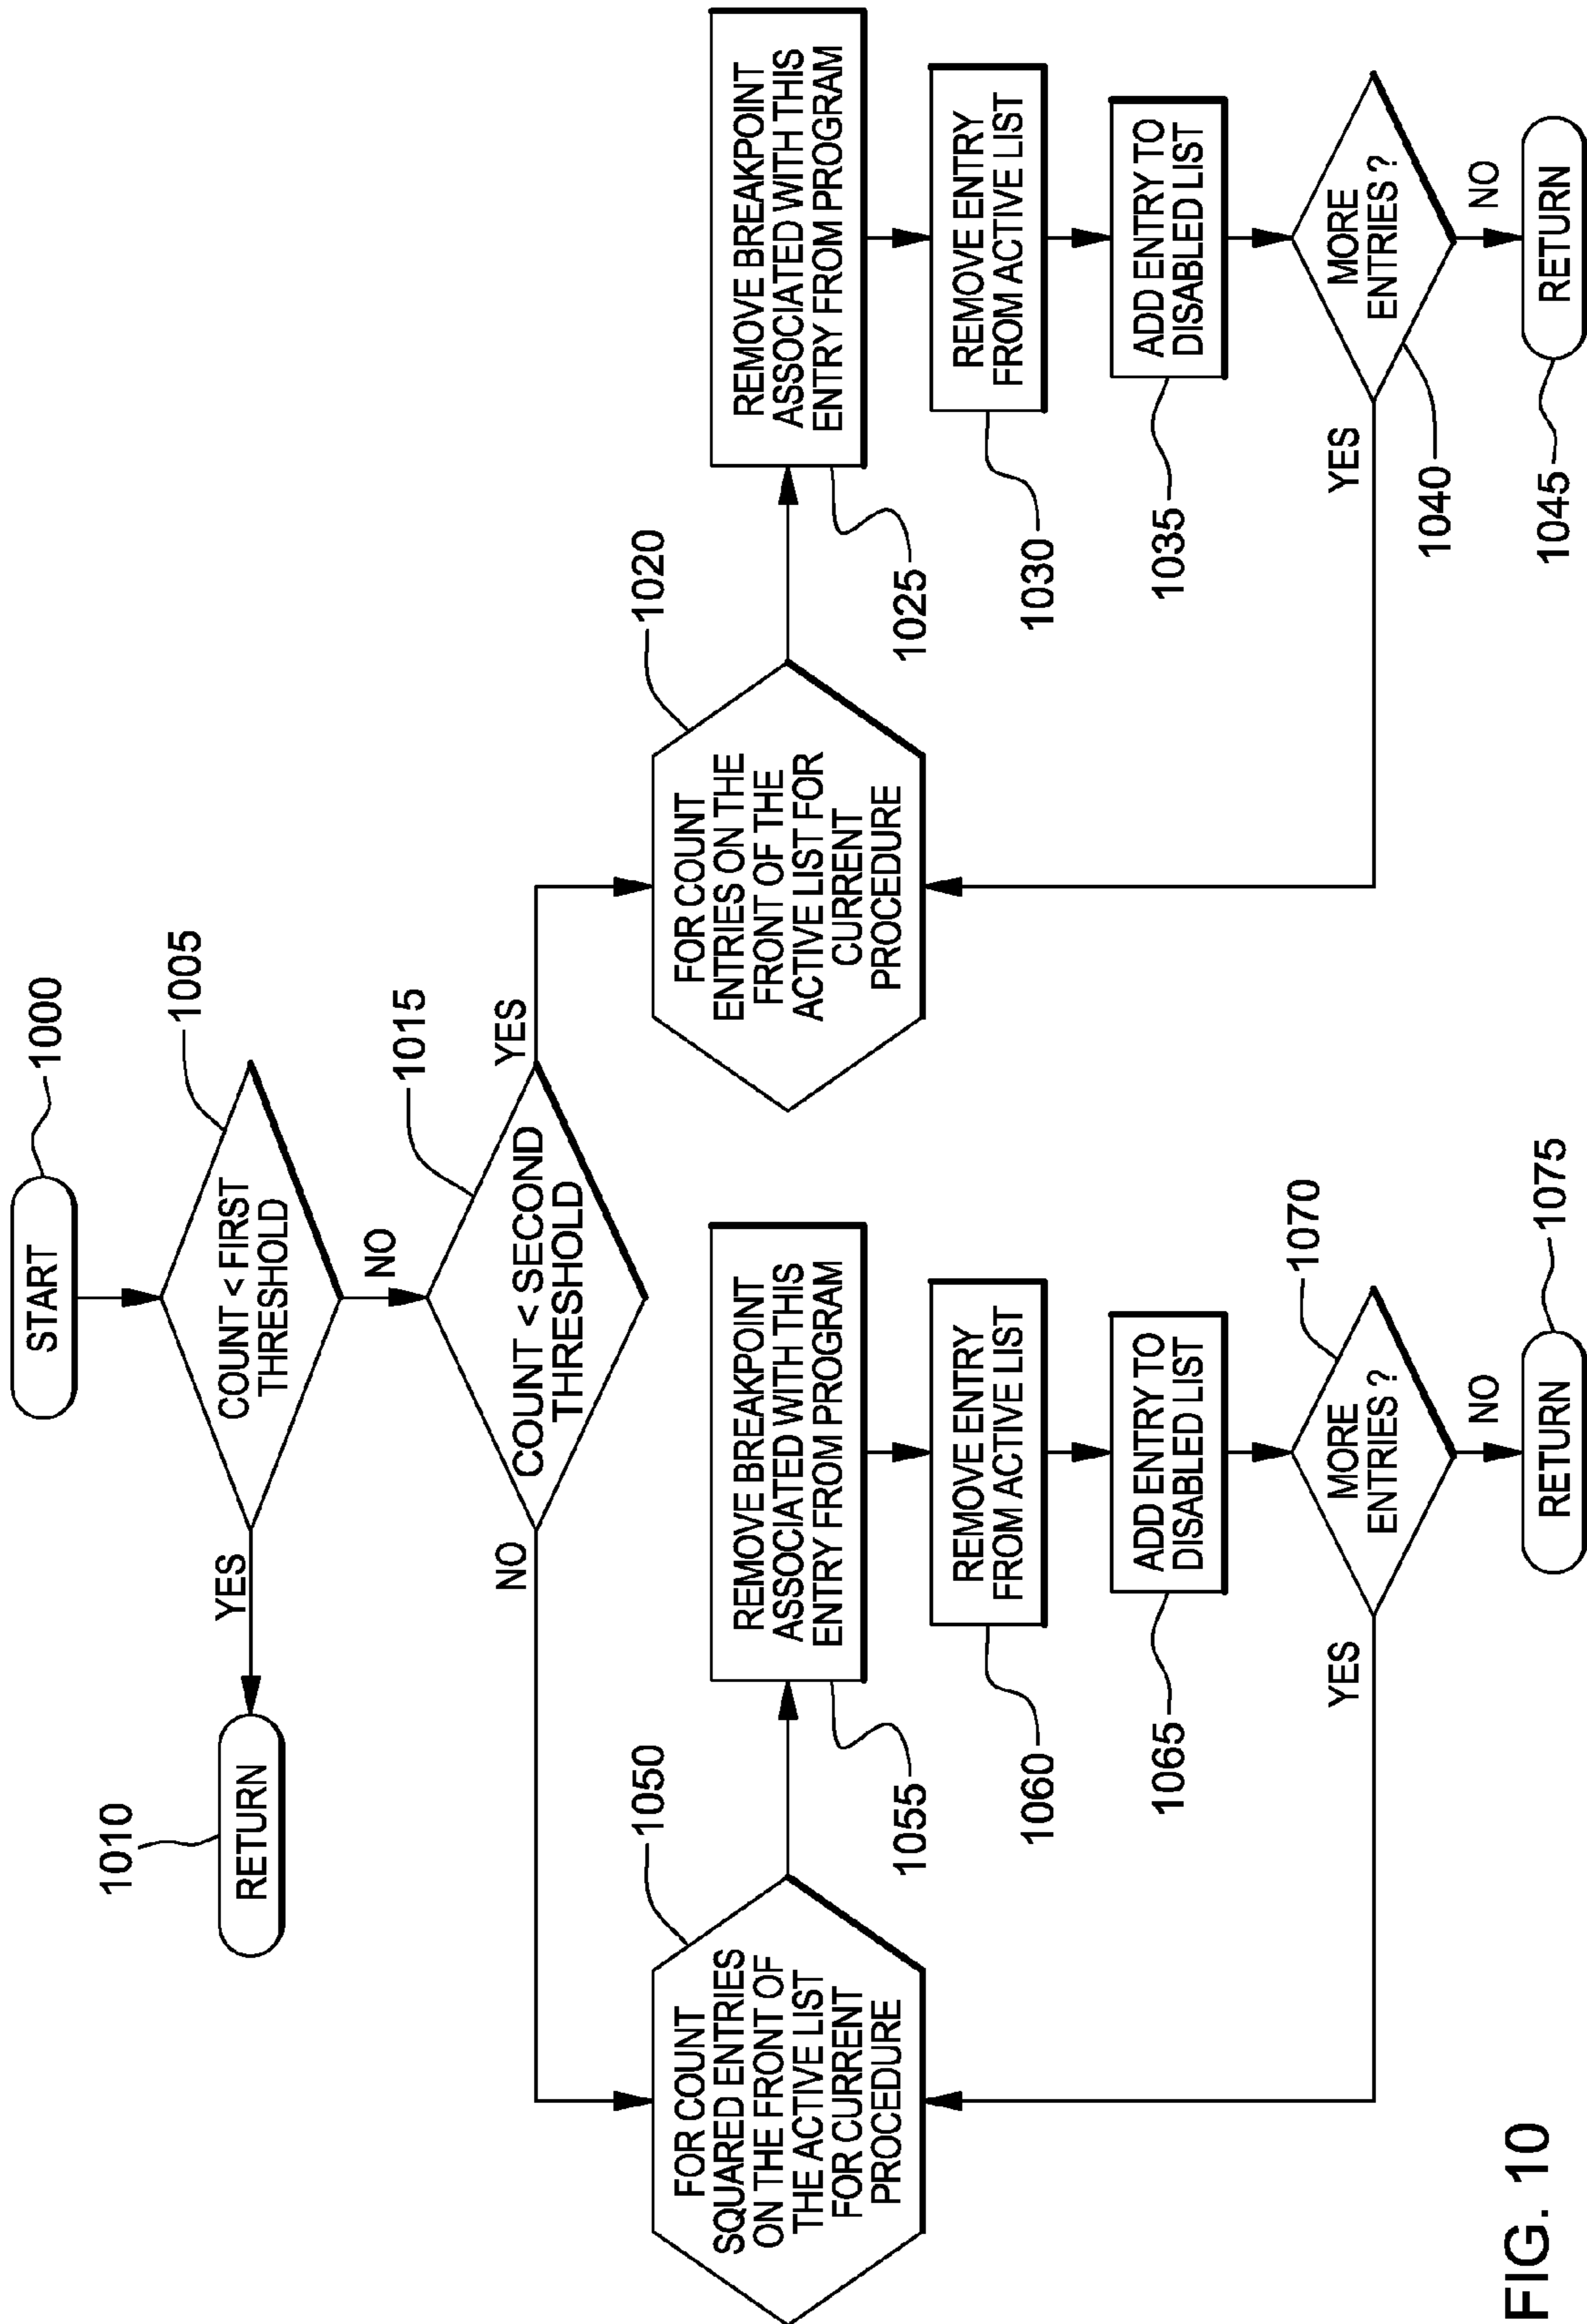 START
1000
COUNT < FIRST
THRESHOLD
1005
YES
RETURN
1010
NO
COUNT < SECOND
THRESHOLD
1015
YES
NO
FOR COUNT
ENTRIES ON THE
FRONT OF THE
ACTIVE LIST FOR
CURRENT
PROCEDURE
1020
REMOVE BREAKPOINT
ASSOCIATED WITH THIS
ENTRY FROM PROGRAM
1025
REMOVE ENTRY
FROM ACTIVE LIST
1030
ADD ENTRY TO
DISABLED LIST
1035
MORE
ENTRIES ?
1040
YES
NO
RETURN
1045
FOR COUNT
SQUARED ENTRIES
ON THE FRONT OF
THE ACTIVE LIST
FOR CURRENT
PROCEDURE
1050
REMOVE BREAKPOINT
ASSOCIATED WITH THIS
ENTRY FROM PROGRAM
1055
REMOVE ENTRY
FROM ACTIVE LIST
1060
ADD ENTRY TO
DISABLED LIST
1065
MORE
ENTRIES ?
1070
YES
NO
RETURN
1075
FIG. 10